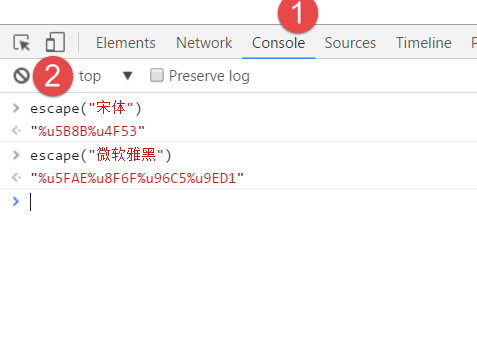 1
Elements Network Console Sources Timeline
2 top ▼ Preserve log
> escape("宋体")
< "%u5B8B%u4F53"
> escape("微软雅黑")
< "%u5FAE%u8F6F%u96C5%u9ED1"
>